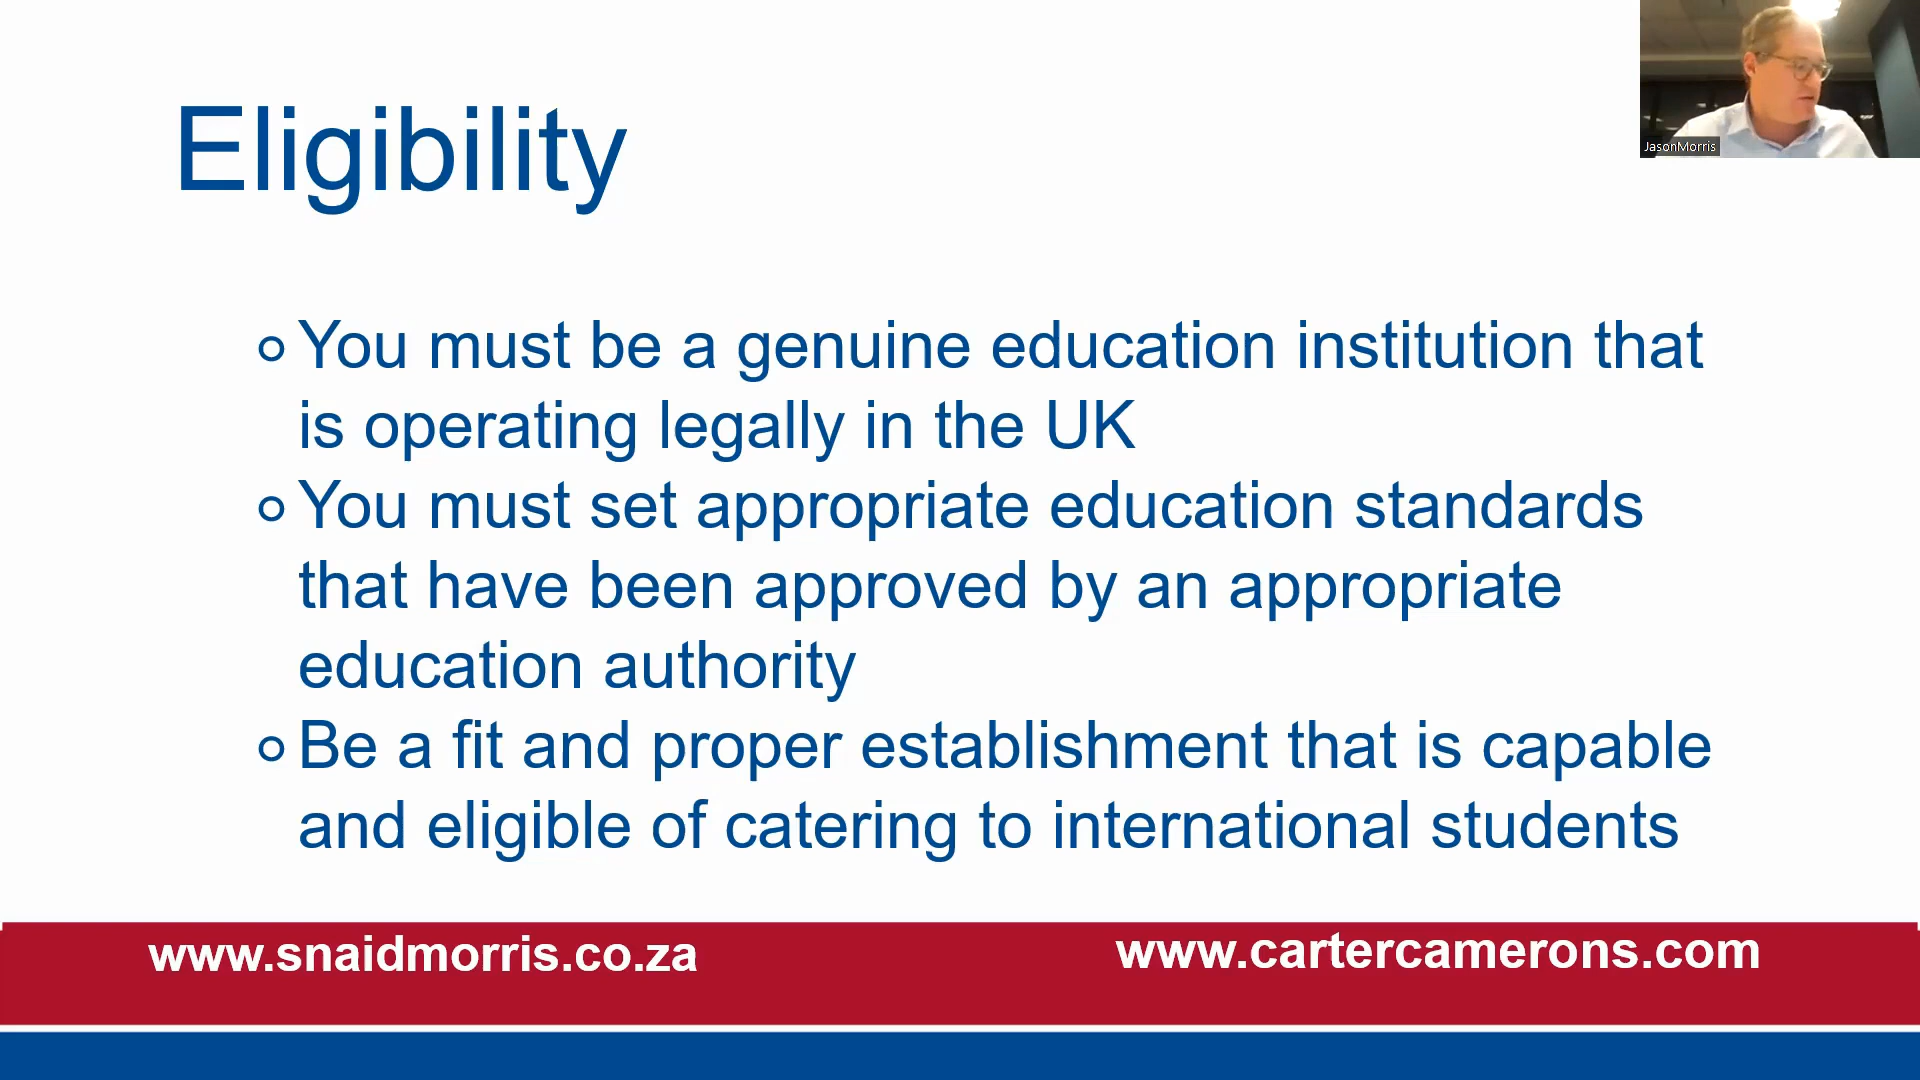 JasonMorris
Eligibility
You must be a genuine education institution that
is operating legally in the UK
You must set appropriate education standards
that have been approved by an appropriate
education authority
Be a fit and proper establishment that is capable
and eligible of catering to international students
www.snaidmorris.co.za
www.cartercamerons.com